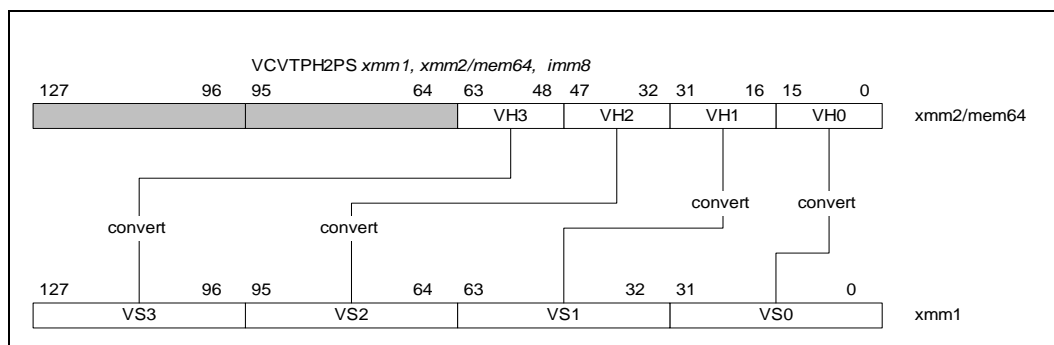 VCVTPH2PS xmm1, xmm2/mem64, imm8
127 96 95 64 63 48 47 32 31 16 15 0
VH3 VH2 VH1 VH0 xmm2/mem64
convert convert
convert convert
127 96 95 64 63 32 31 0
VS3 VS2 VS1 VS0 xmm1